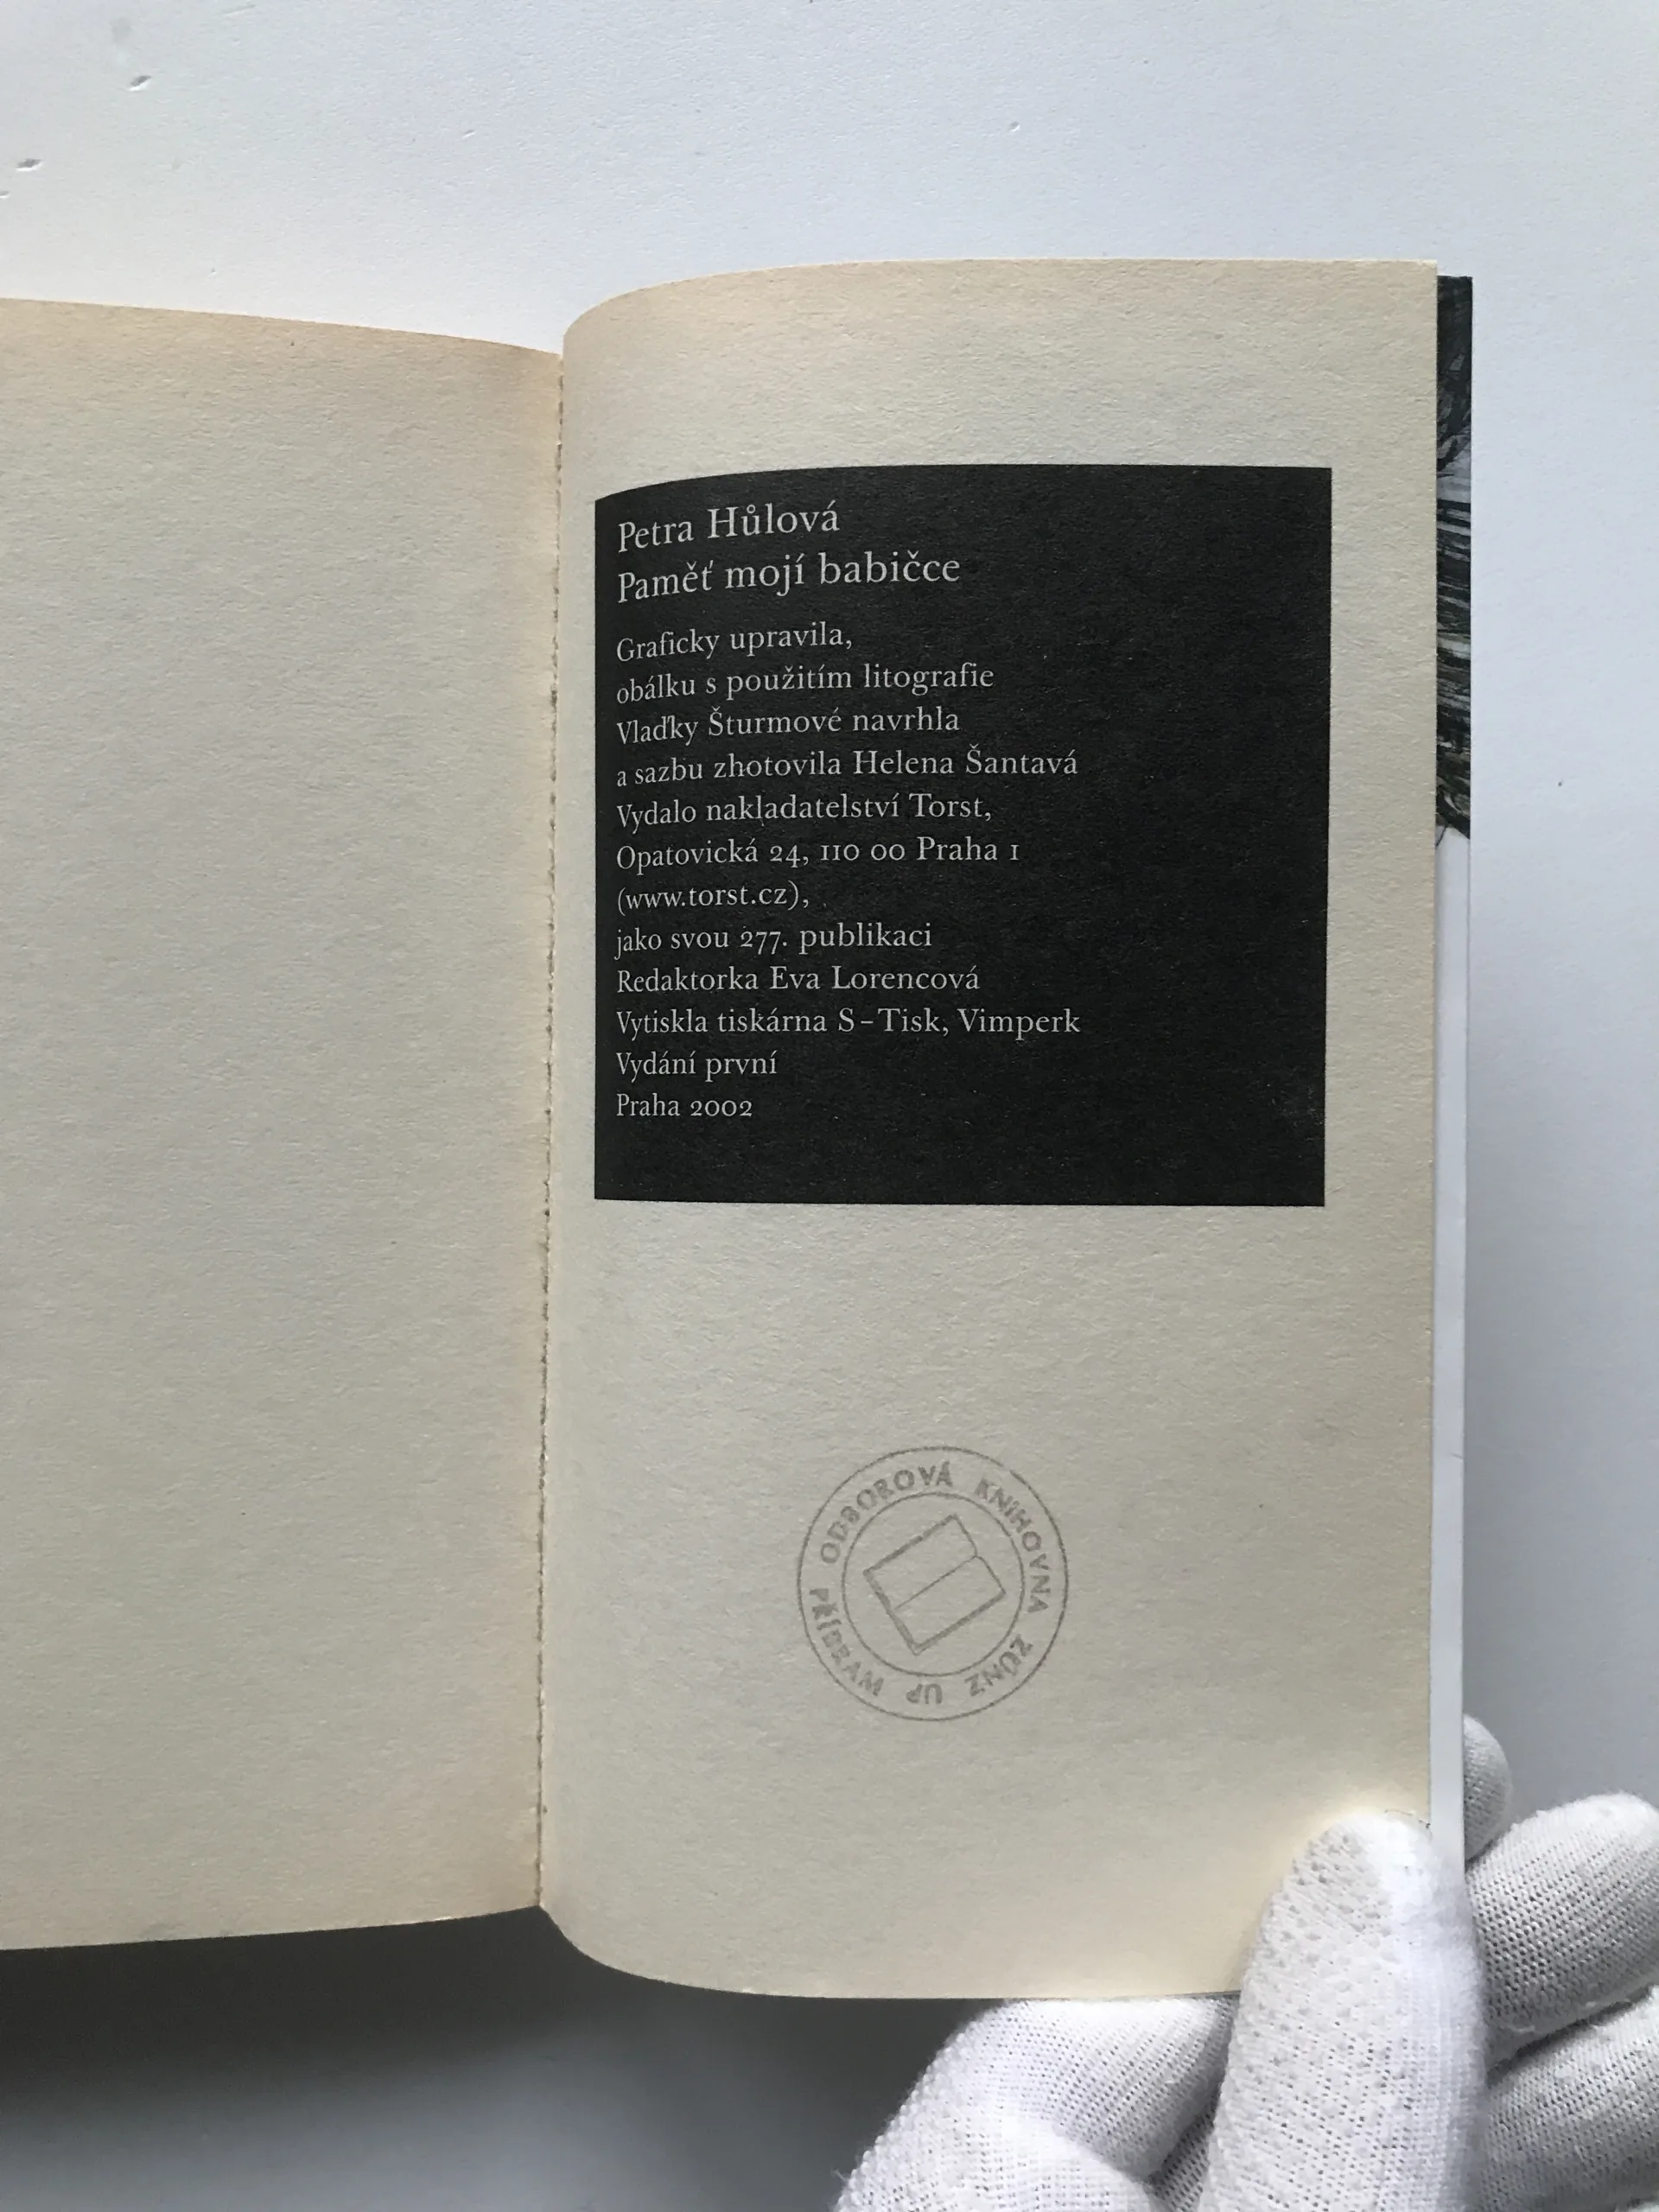 Petra Hůlová
Paměť mojí babičce
Graficky upravila,
obálku s použitím litografie
Vlaďky Šturmové navrhla
a sazbu zhotovila Helena Šantavá
Vydalo nakladatelství Torst,
Opatovická 24, 110 00 Praha 1
(www.torst.cz),
jako svou 277. publikaci
Redaktorka Eva Lorencová
Vytiskla tiskárna S–Tisk, Vimperk
Vydání první
Praha 2002
ODBOROVÁ KNIHOVNA ZÚNZ UP PŘÍBRAM